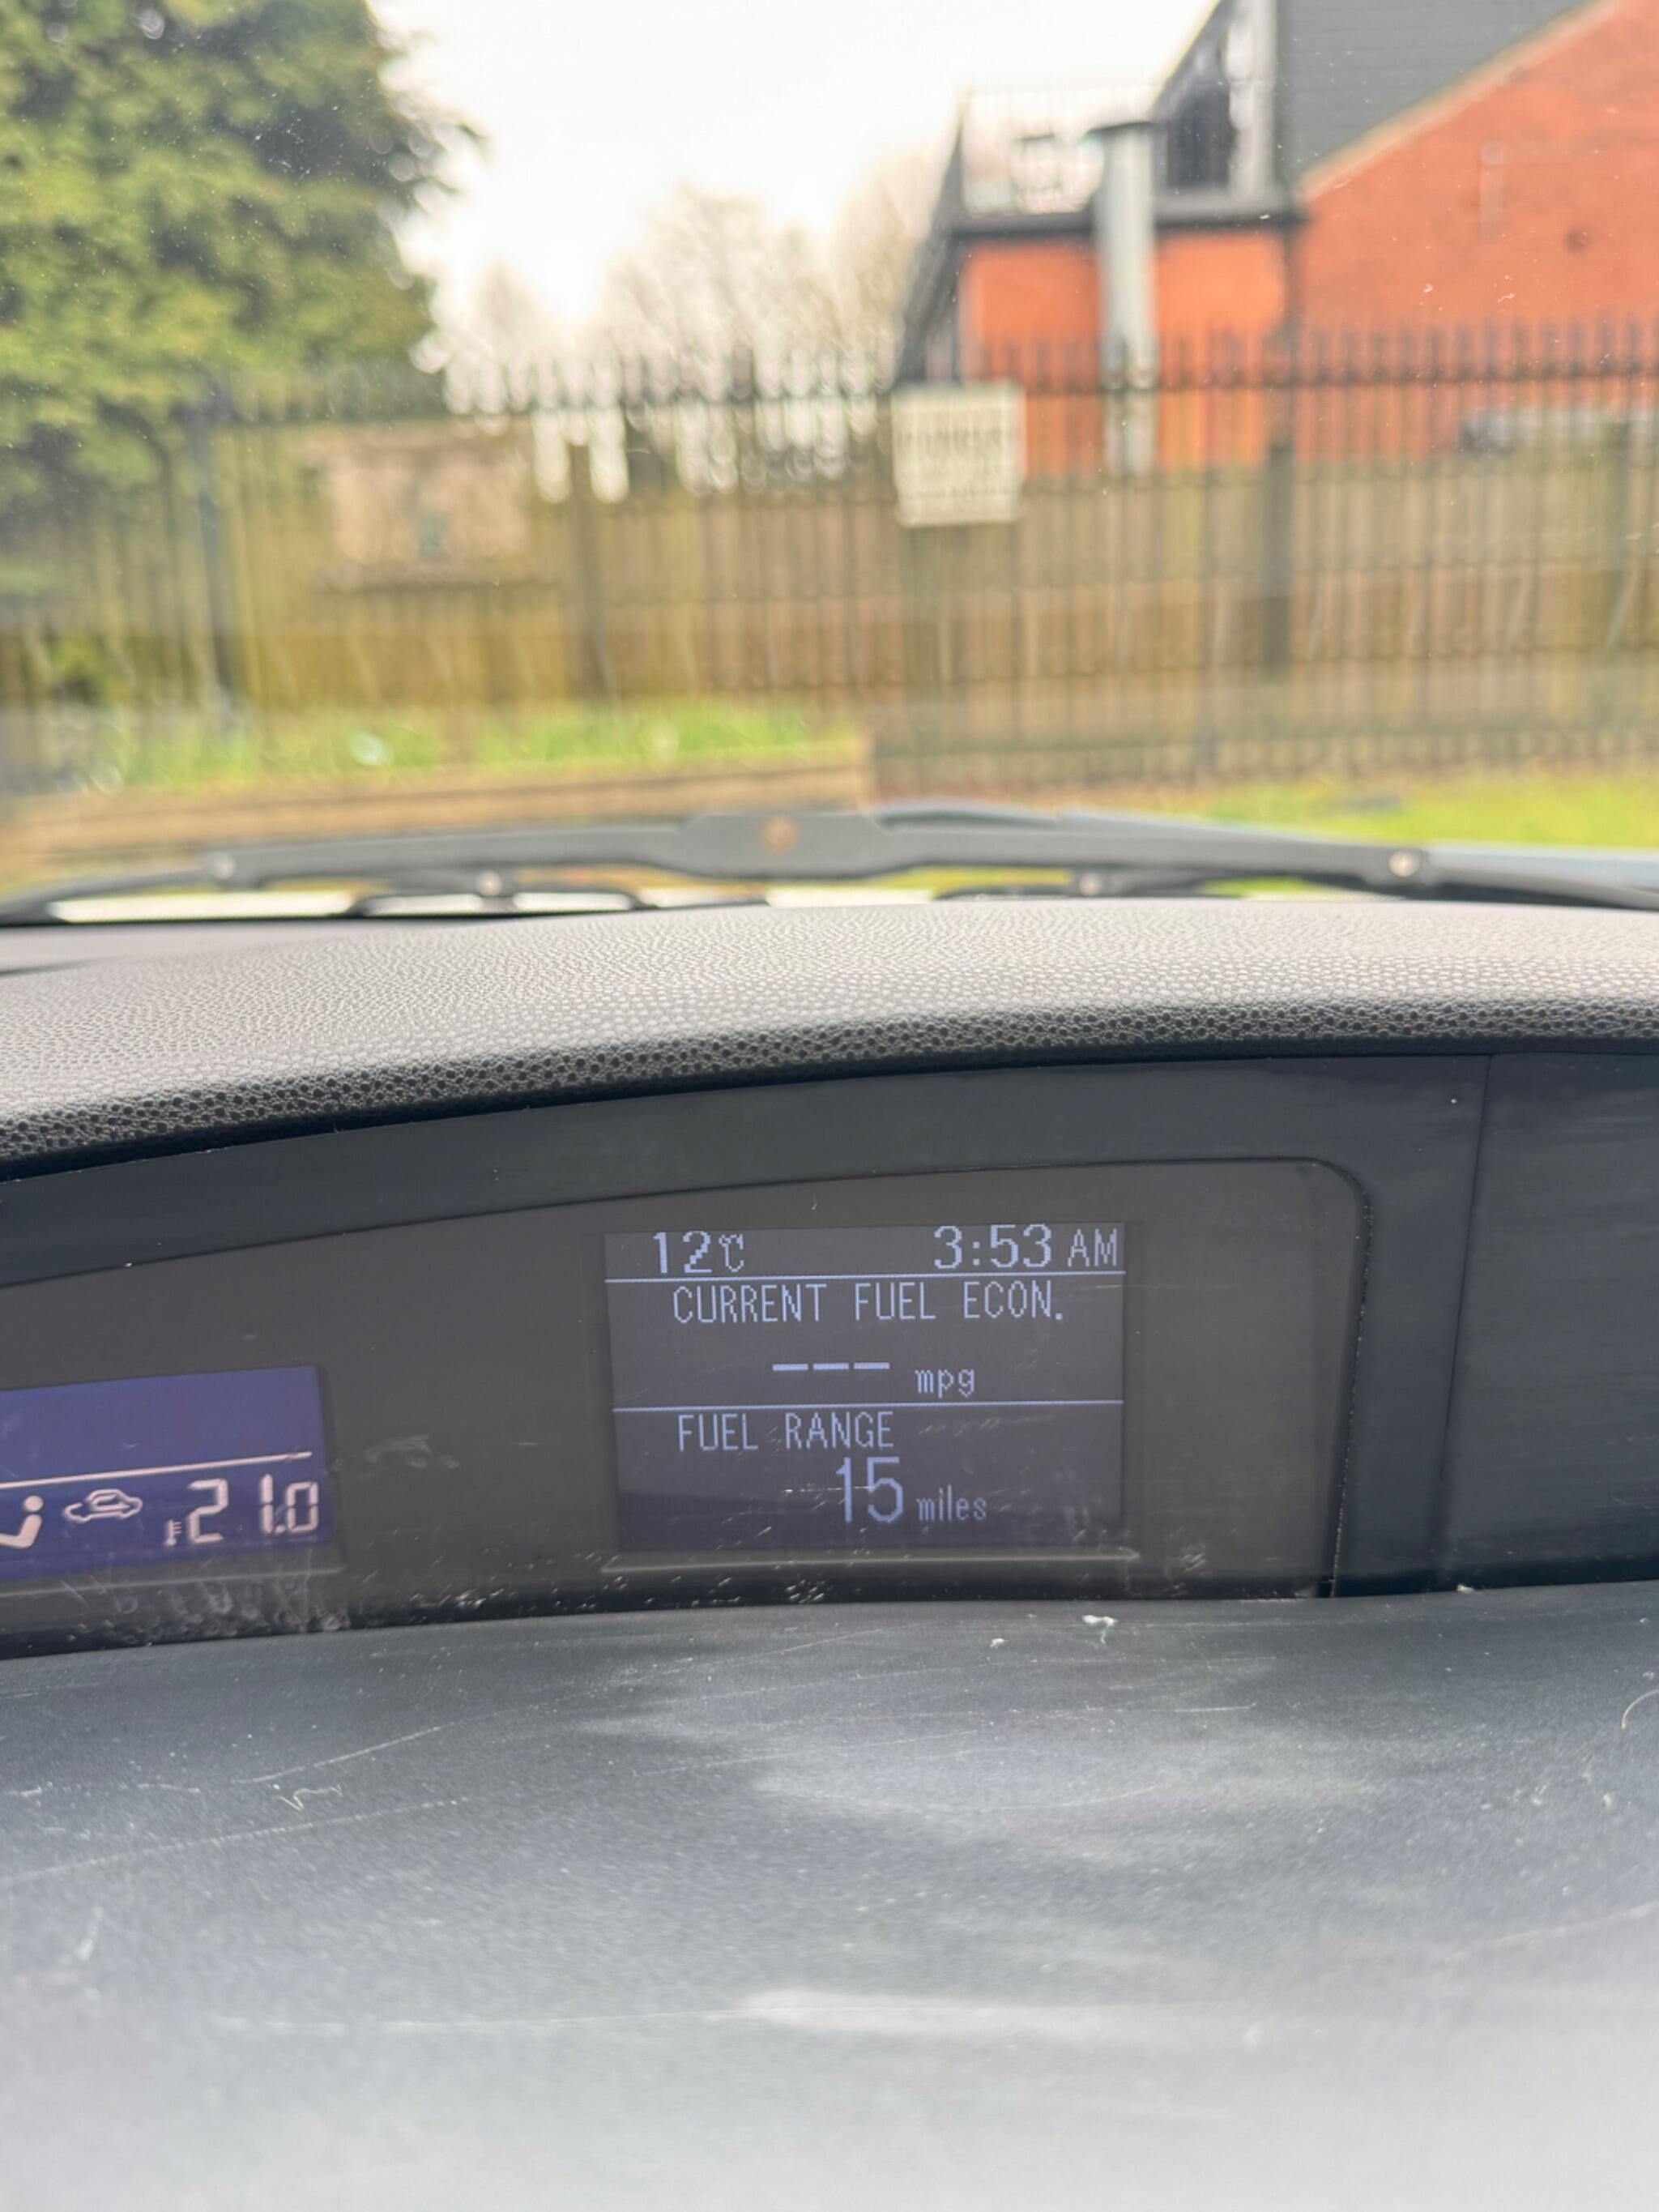 12℃ 3:53 AM
CURRENT FUEL ECON.
--- mpg
FUEL RANGE
15 miles
21.0